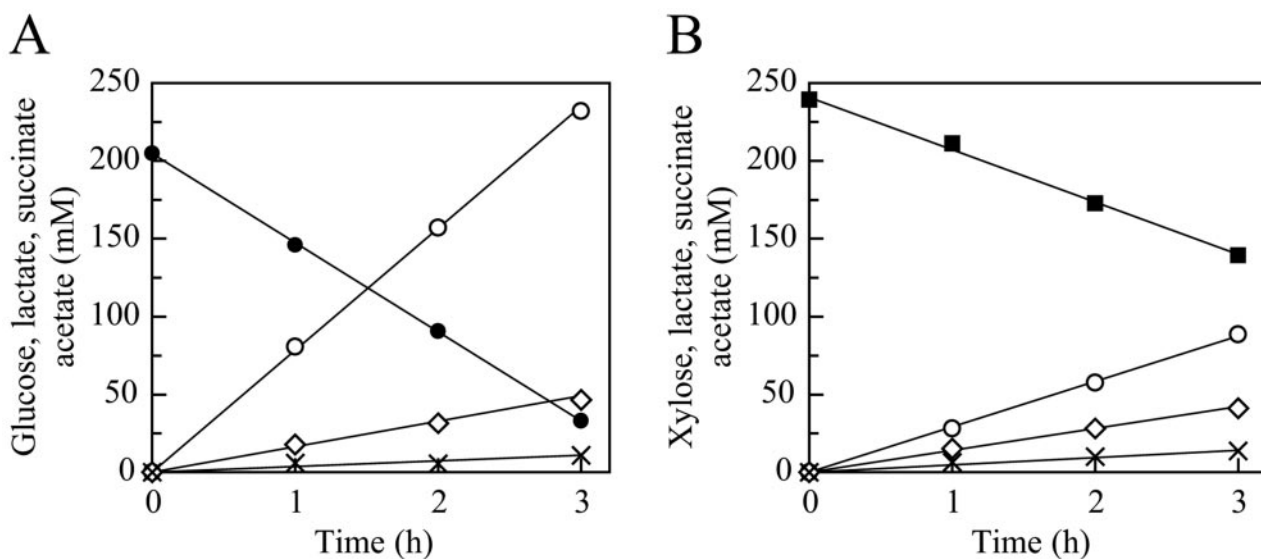 A
Glucose, lactate, succinate
acetate (mM)
250
200
150
100
50
0
0 1 2 3
Time (h)
B
Xylose, lactate, succinate
acetate (mM)
250
200
150
100
50
0
0 1 2 3
Time (h)